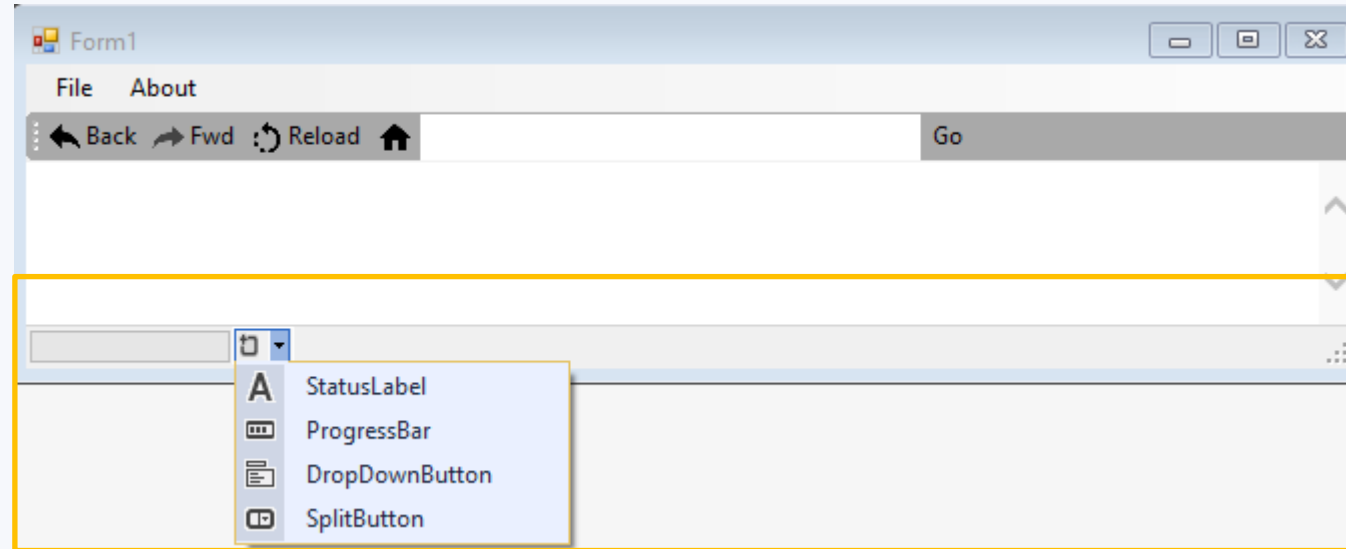 Form1
File About
Back Fwd Reload Go
StatusLabel
ProgressBar
DropDownButton
SplitButton